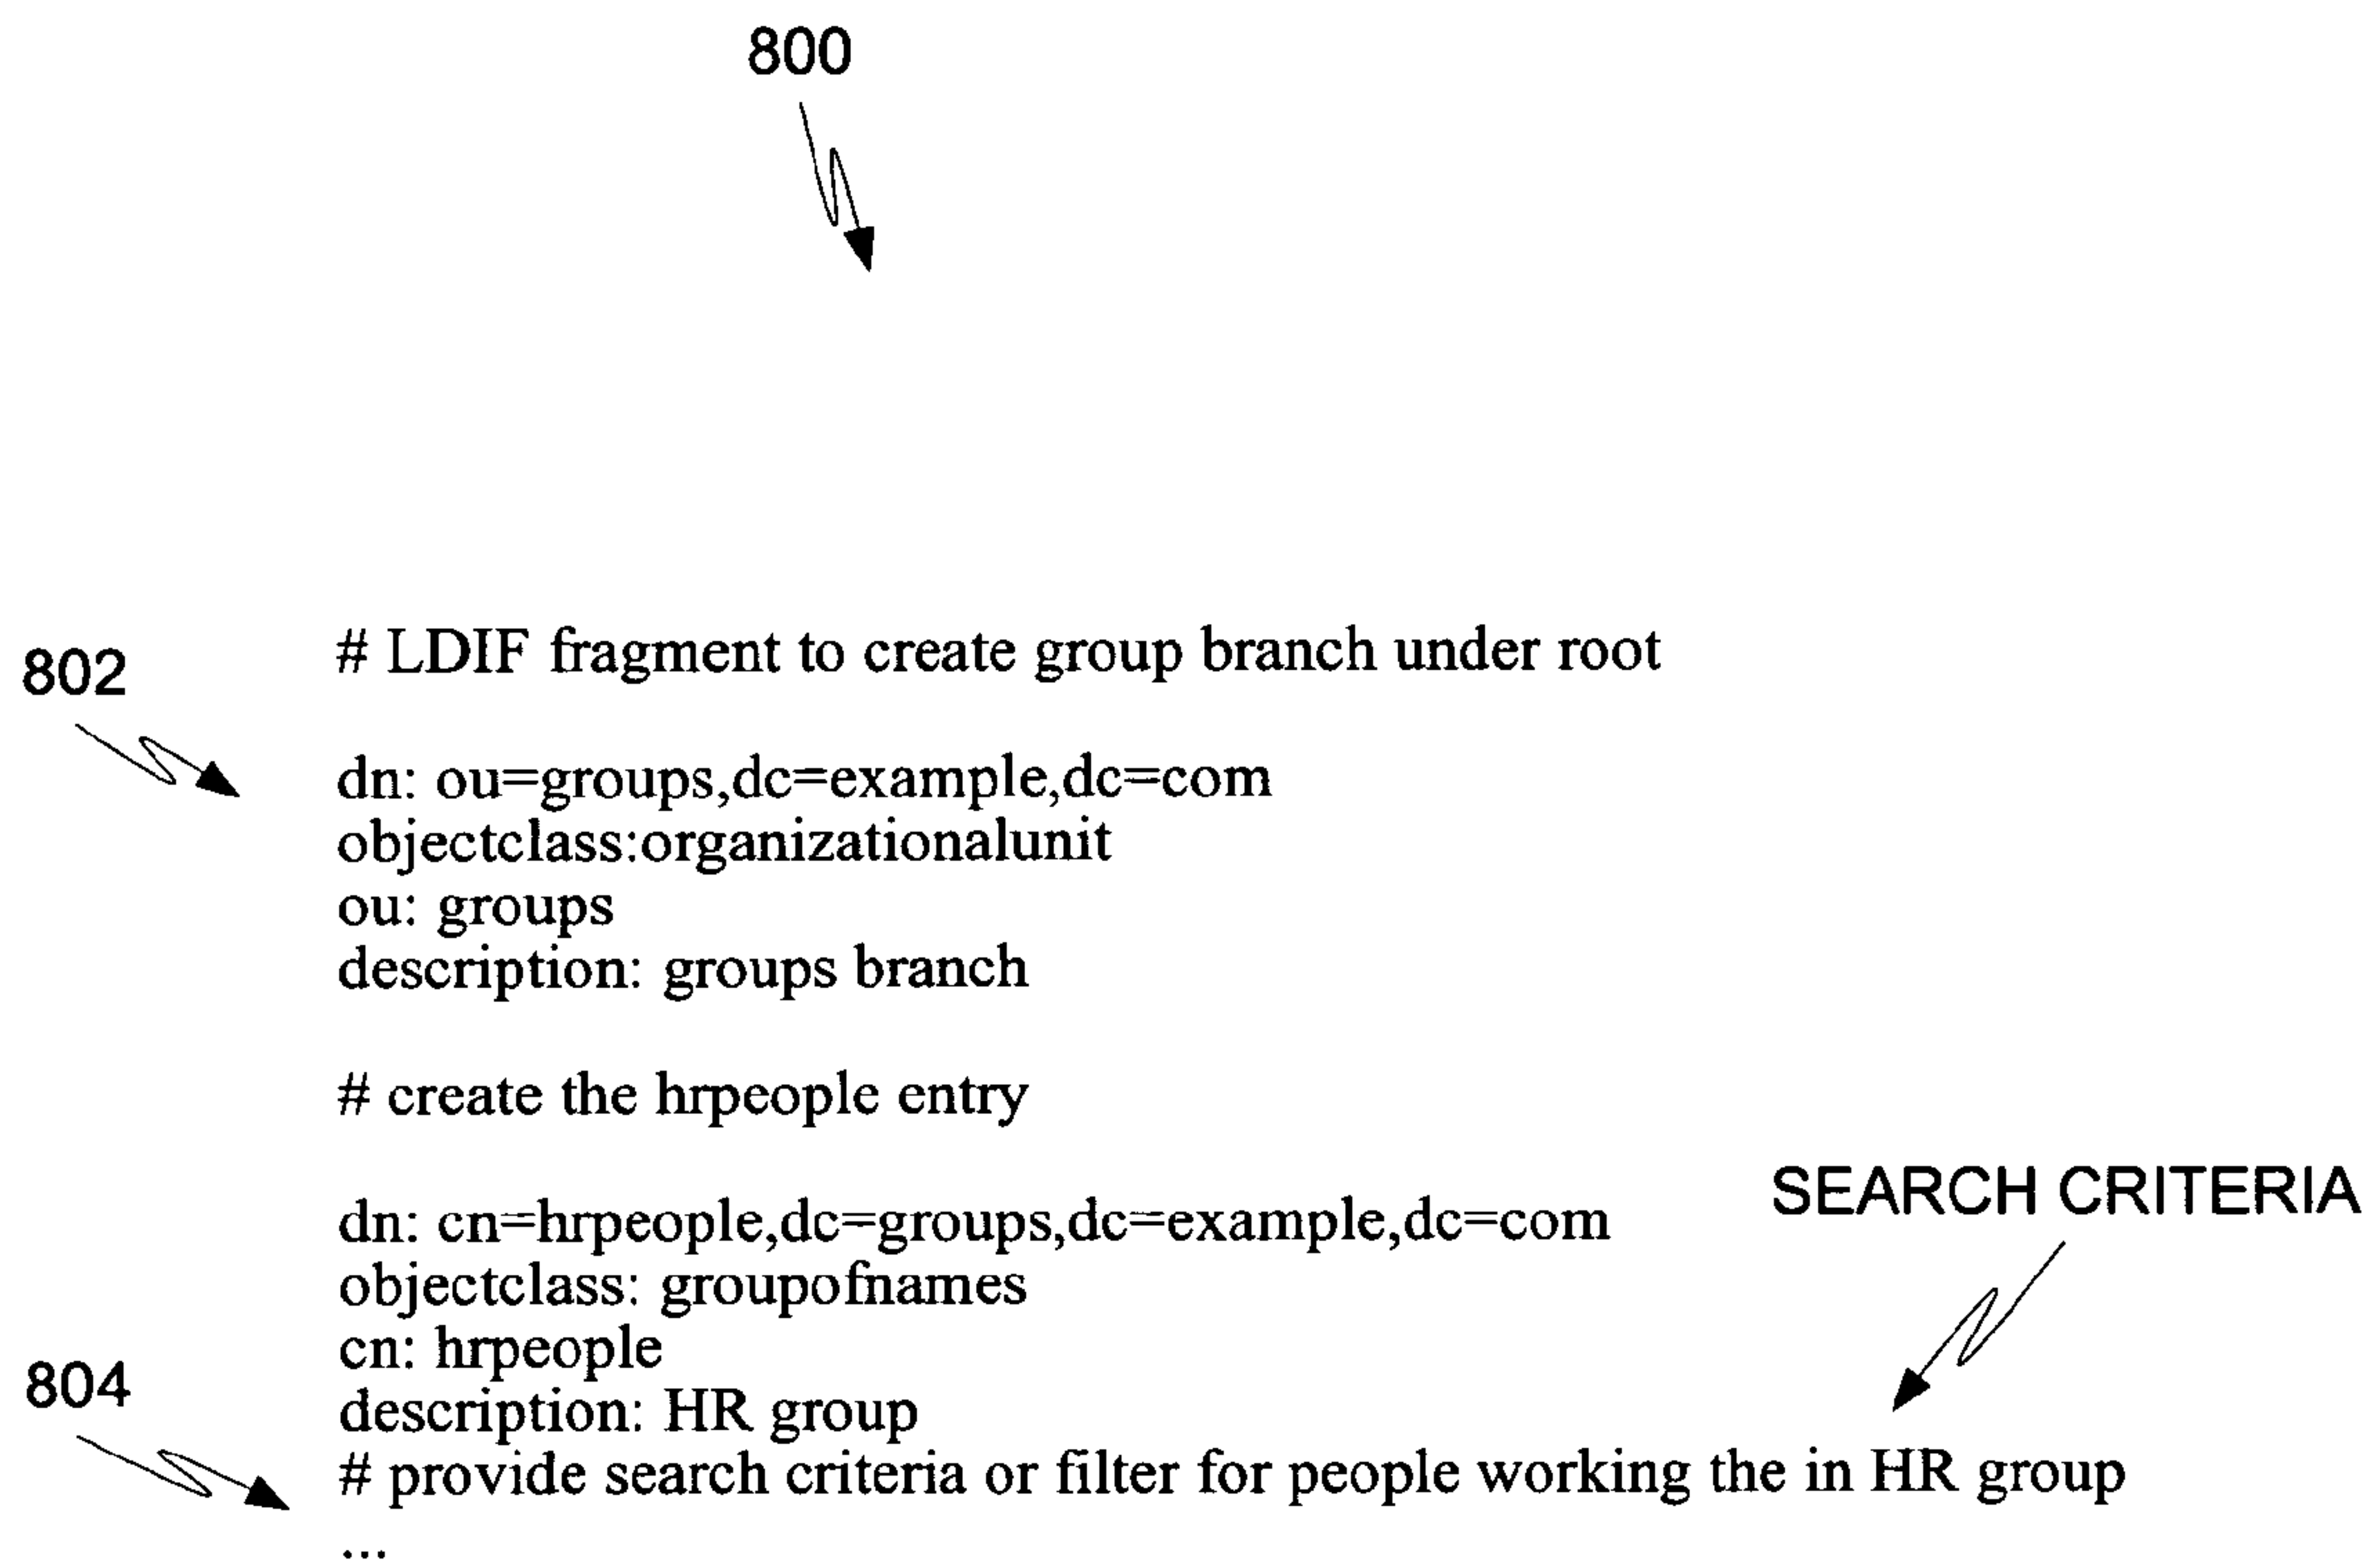 800
802
# LDIF fragment to create group branch under root
dn: ou=groups,dc=example,dc=com
objectclass:organizationalunit
ou: groups
description: groups branch
# create the hrpeople entry
SEARCH CRITERIA
dn: cn=hrpeople,dc=groups,dc=example,dc=com
objectclass: groupofnames
cn: hrpeople
804
description: HR group
# provide search criteria or filter for people working the in HR group
...